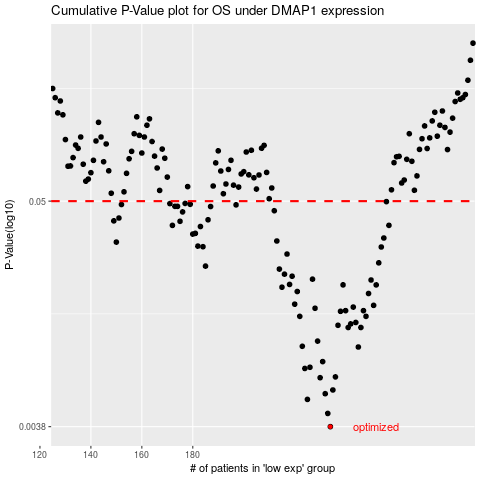 Cumulative P-Value plot for OS under DMAP1 expression
P-Value(log10)
0.05
0.0038
optimized
120 140 160 180
# of patients in 'low exp' group